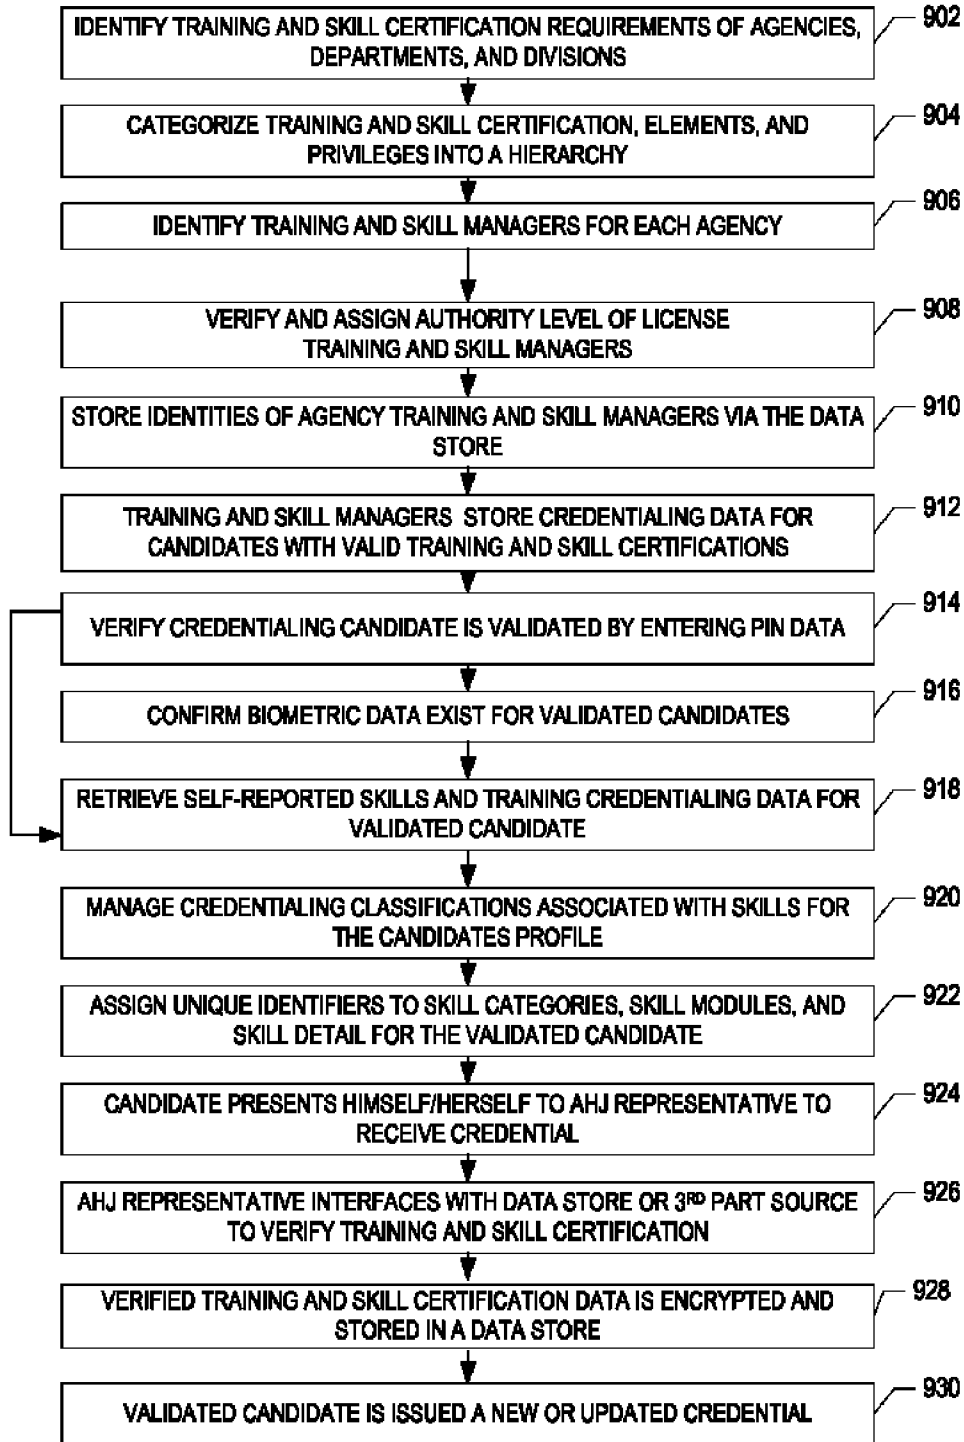 IDENTIFY TRAINING AND SKILL CERTIFICATION REQUIREMENTS OF AGENCIES,
DEPARTMENTS, AND DIVISIONS
902
CATEGORIZE TRAINING AND SKILL CERTIFICATION, ELEMENTS, AND
PRIVILEGES INTO A HIERARCHY
904
IDENTIFY TRAINING AND SKILL MANAGERS FOR EACH AGENCY
906
VERIFY AND ASSIGN AUTHORITY LEVEL OF LICENSE
TRAINING AND SKILL MANAGERS
908
STORE IDENTITIES OF AGENCY TRAINING AND SKILL MANAGERS VIA THE DATA
STORE
910
TRAINING AND SKILL MANAGERS STORE CREDENTIALING DATA FOR
CANDIDATES WITH VALID TRAINING AND SKILL CERTIFICATIONS
912
VERIFY CREDENTIALING CANDIDATE IS VALIDATED BY ENTERING PIN DATA
914
CONFIRM BIOMETRIC DATA EXIST FOR VALIDATED CANDIDATES
916
RETRIEVE SELF-REPORTED SKILLS AND TRAINING CREDENTIALING DATA FOR
VALIDATED CANDIDATE
918
MANAGE CREDENTIALING CLASSIFICATIONS ASSOCIATED WITH SKILLS FOR
THE CANDIDATES PROFILE
920
ASSIGN UNIQUE IDENTIFIERS TO SKILL CATEGORIES, SKILL MODULES, AND
SKILL DETAIL FOR THE VALIDATED CANDIDATE
922
CANDIDATE PRESENTS HIMSELF/HERSELF TO AHJ REPRESENTATIVE TO
RECEIVE CREDENTIAL
924
AHJ REPRESENTATIVE INTERFACES WITH DATA STORE OR 3RD PART SOURCE
TO VERIFY TRAINING AND SKILL CERTIFICATION
926
VERIFIED TRAINING AND SKILL CERTIFICATION DATA IS ENCRYPTED AND
STORED IN A DATA STORE
928
VALIDATED CANDIDATE IS ISSUED A NEW OR UPDATED CREDENTIAL
930